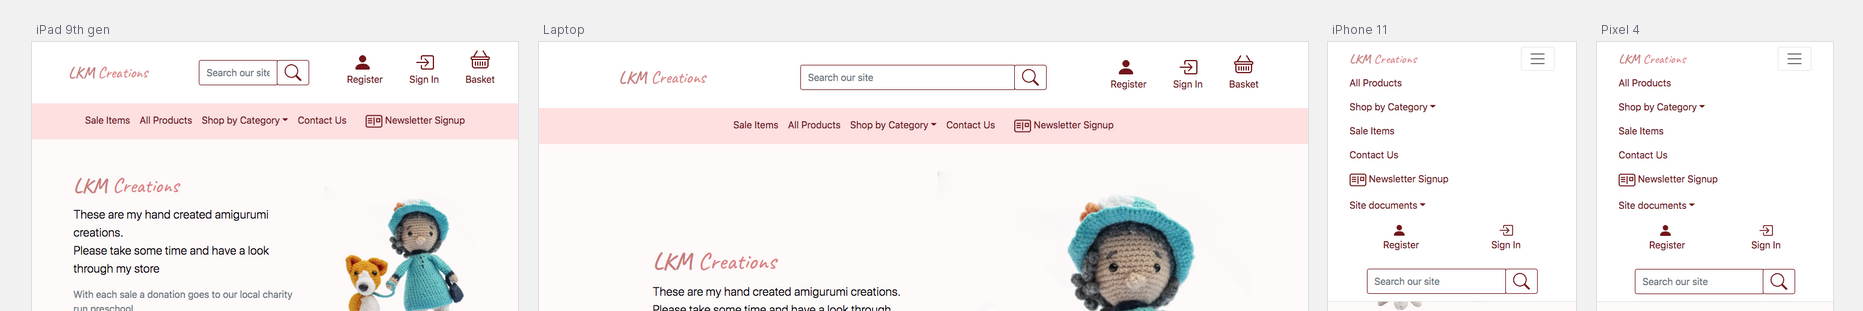 iPad 9th gen
LKM Creations
Search our site
Register
Sign In
Basket
Sale Items All Products Shop by Category Contact Us Newsletter Signup
LKM Creations
These are my hand created amigurumi
creations.
Please take some time and have a look
through my store
With each sale a donation goes to our local charity
run preschool
Laptop
LKM Creations
Search our site
Register
Sign In
Basket
Sale Items All Products Shop by Category Contact Us Newsletter Signup
LKM Creations
These are my hand created amigurumi creations.
Please take some time and have a look through
iPhone 11
LKM Creations
All Products
Shop by Category
Sale Items
Contact Us
Newsletter Signup
Site documents
Register
Sign In
Search our site
Pixel 4
LKM Creations
All Products
Shop by Category
Sale Items
Contact Us
Newsletter Signup
Site documents
Register
Sign In
Search our site